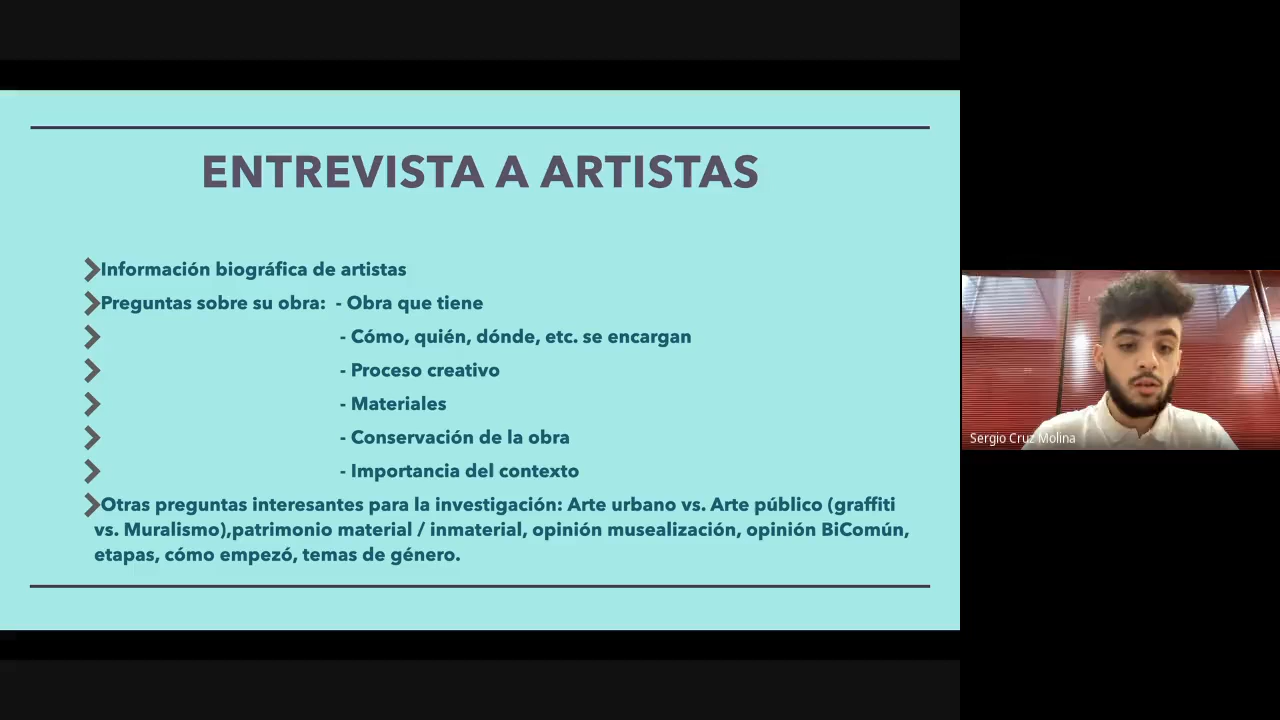 ENTREVISTA A ARTISTAS
Información biográfica de artistas
Preguntas sobre su obra: - Obra que tiene
- Cómo, quién, dónde, etc. se encargan
- Proceso creativo
- Materiales
- Conservación de la obra
- Importancia del contexto
Otras preguntas interesantes para la investigación: Arte urbano vs. Arte público (graffiti
vs. Muralismo),patrimonio material / inmaterial, opinión musealización, opinión BiComún,
etapas, cómo empezó, temas de género.
Sergio Cruz Molina